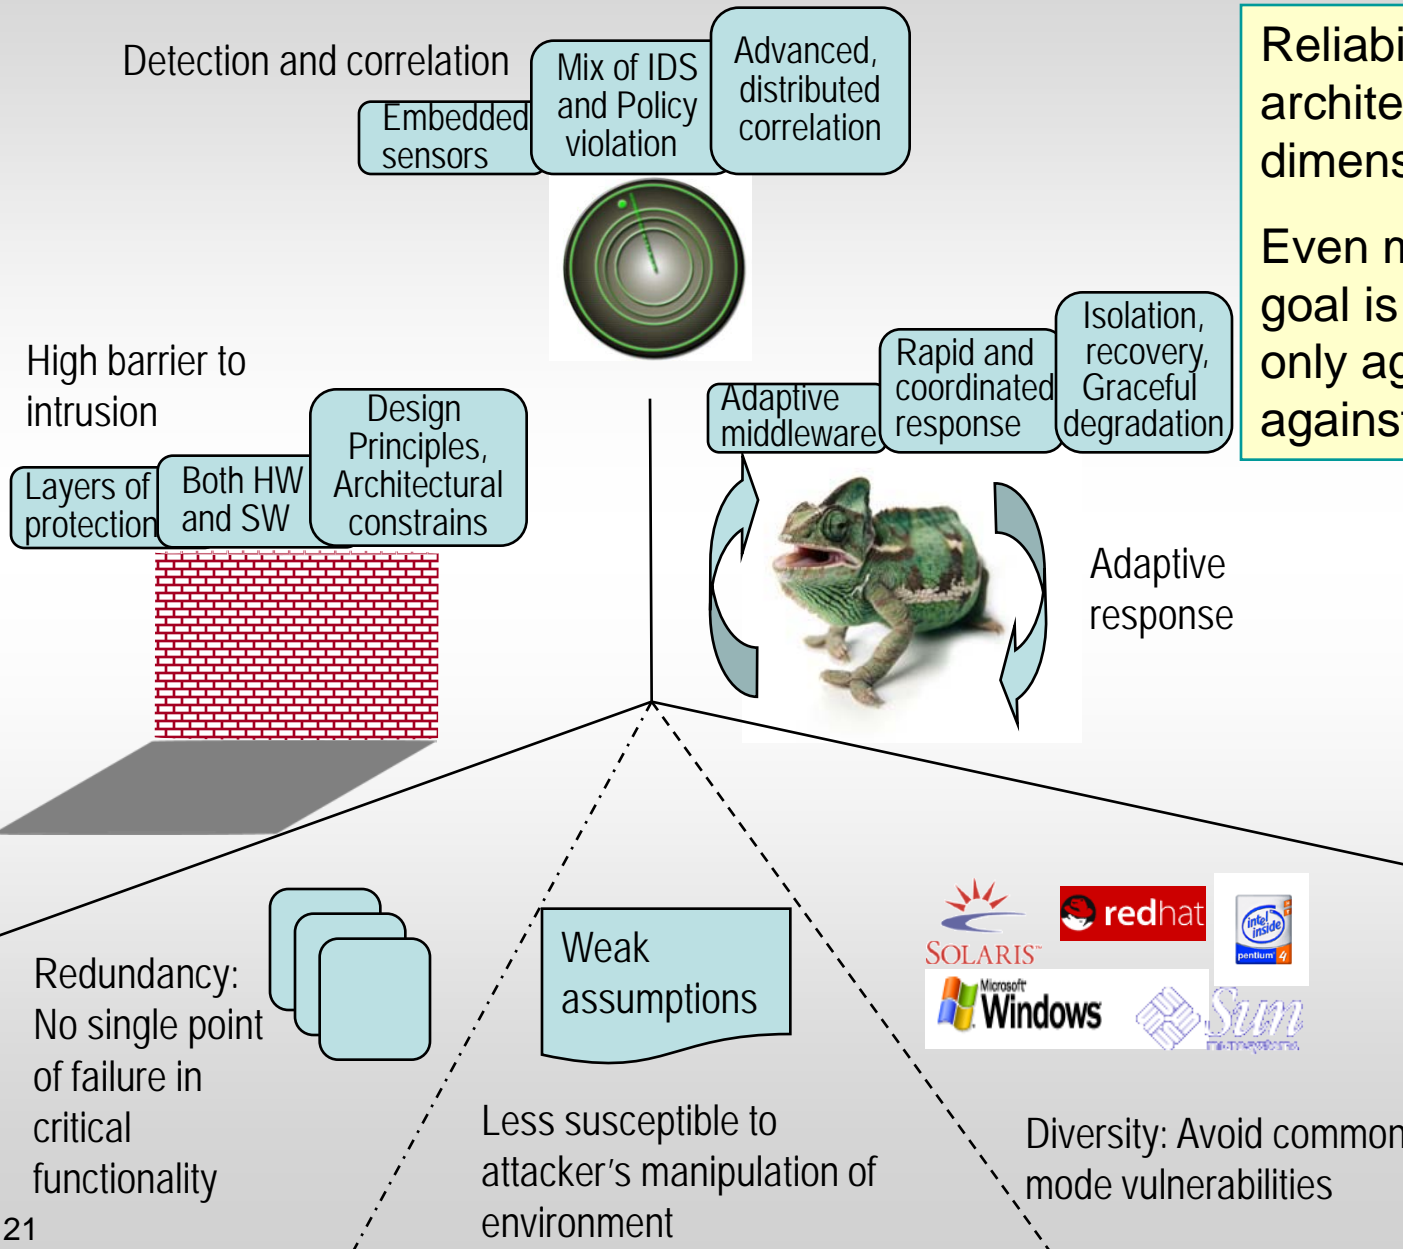 Detection and correlation
Embedded
sensors
Mix of IDS
and Policy
violation
Advanced,
distributed
correlation
Reliabi
archite
dimens
Even m
goal is
only ag
against
High barrier to
intrusion
Layers of
protection
Both HW
and SW
Design
Principles,
Architectural
constrains
Adaptive
middleware
Rapid and
coordinated
response
Isolation,
recovery,
Graceful
degradation
Adaptive
response
Redundancy:
No single point
of failure in
critical
functionality
Weak
assumptions
Less susceptible to
attacker's manipulation of
environment
SOLARIS™
redhat
intel
inside
pentium 4
Microsoft
Windows
Sun
microsystems
Diversity: Avoid common
mode vulnerabilities
21